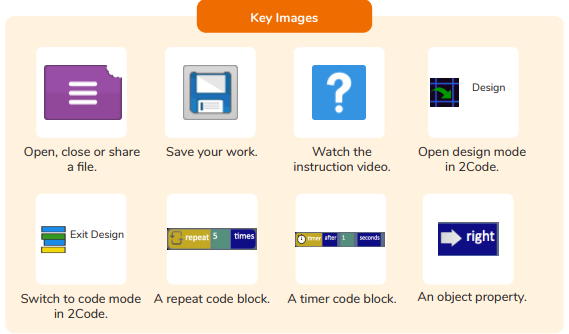 Key Images
Design
Open, close or share
a file.
Save your work.
Watch the
instruction video.
Open design mode
in 2Code.
Exit Design
repeat 5 times
timer after 1 seconds
right
Switch to code mode
in 2Code.
A repeat code block.
A timer code block.
An object property.